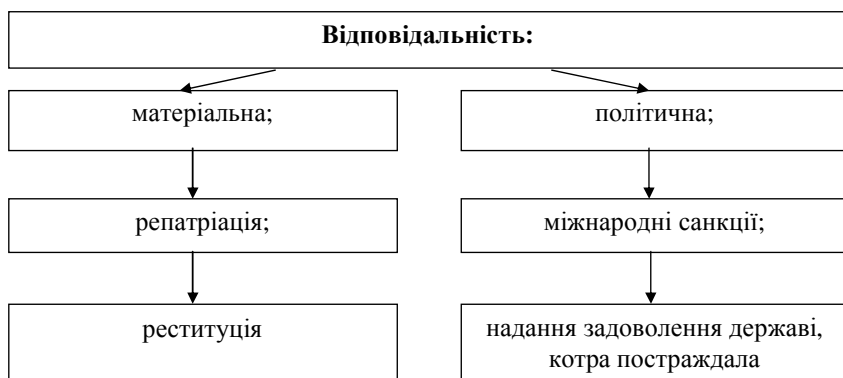 Відповідальність:
матеріальна;
політична;
репатріація;
міжнародні санкції;
реституція
надання задоволення державі,
котра постраждала